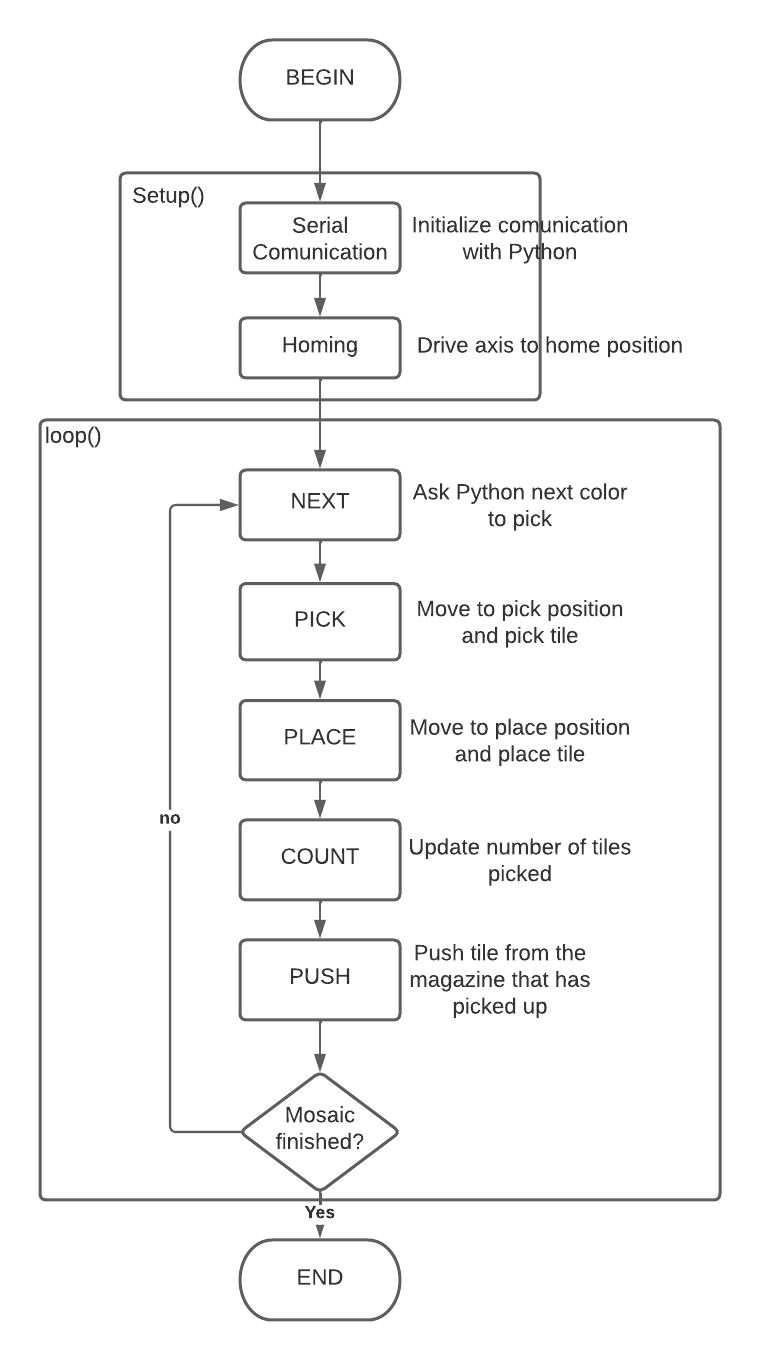 BEGIN
Setup()
Serial
Comunication
Initialize comunication
with Python
Homing
Drive axis to home position
loop()
NEXT
Ask Python next color
to pick
PICK
Move to pick position
and pick tile
PLACE
Move to place position
and place tile
no
COUNT
Update number of tiles
picked
PUSH
Push tile from the
magazine that has
picked up
Mosaic
finished?
Yes
END